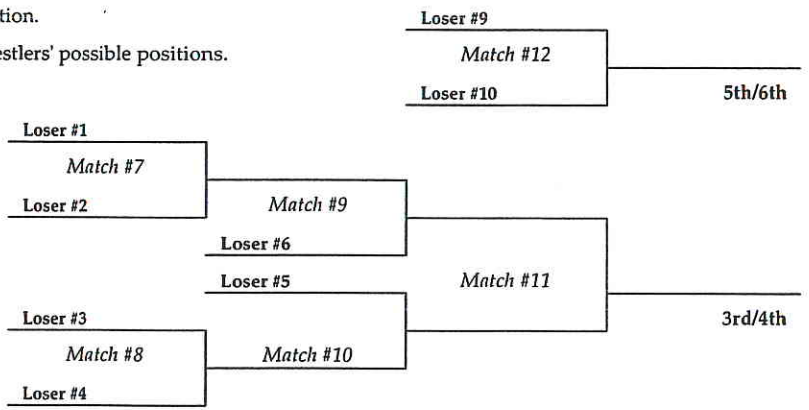 tion.
estlers' possible positions.
Loser #9
Match #12
Loser #10
5th/6th
Loser #1
Match #7
Loser #2
Match #9
Loser #6
Loser #5
Match #11
3rd/4th
Loser #3
Match #8
Match #10
Loser #4